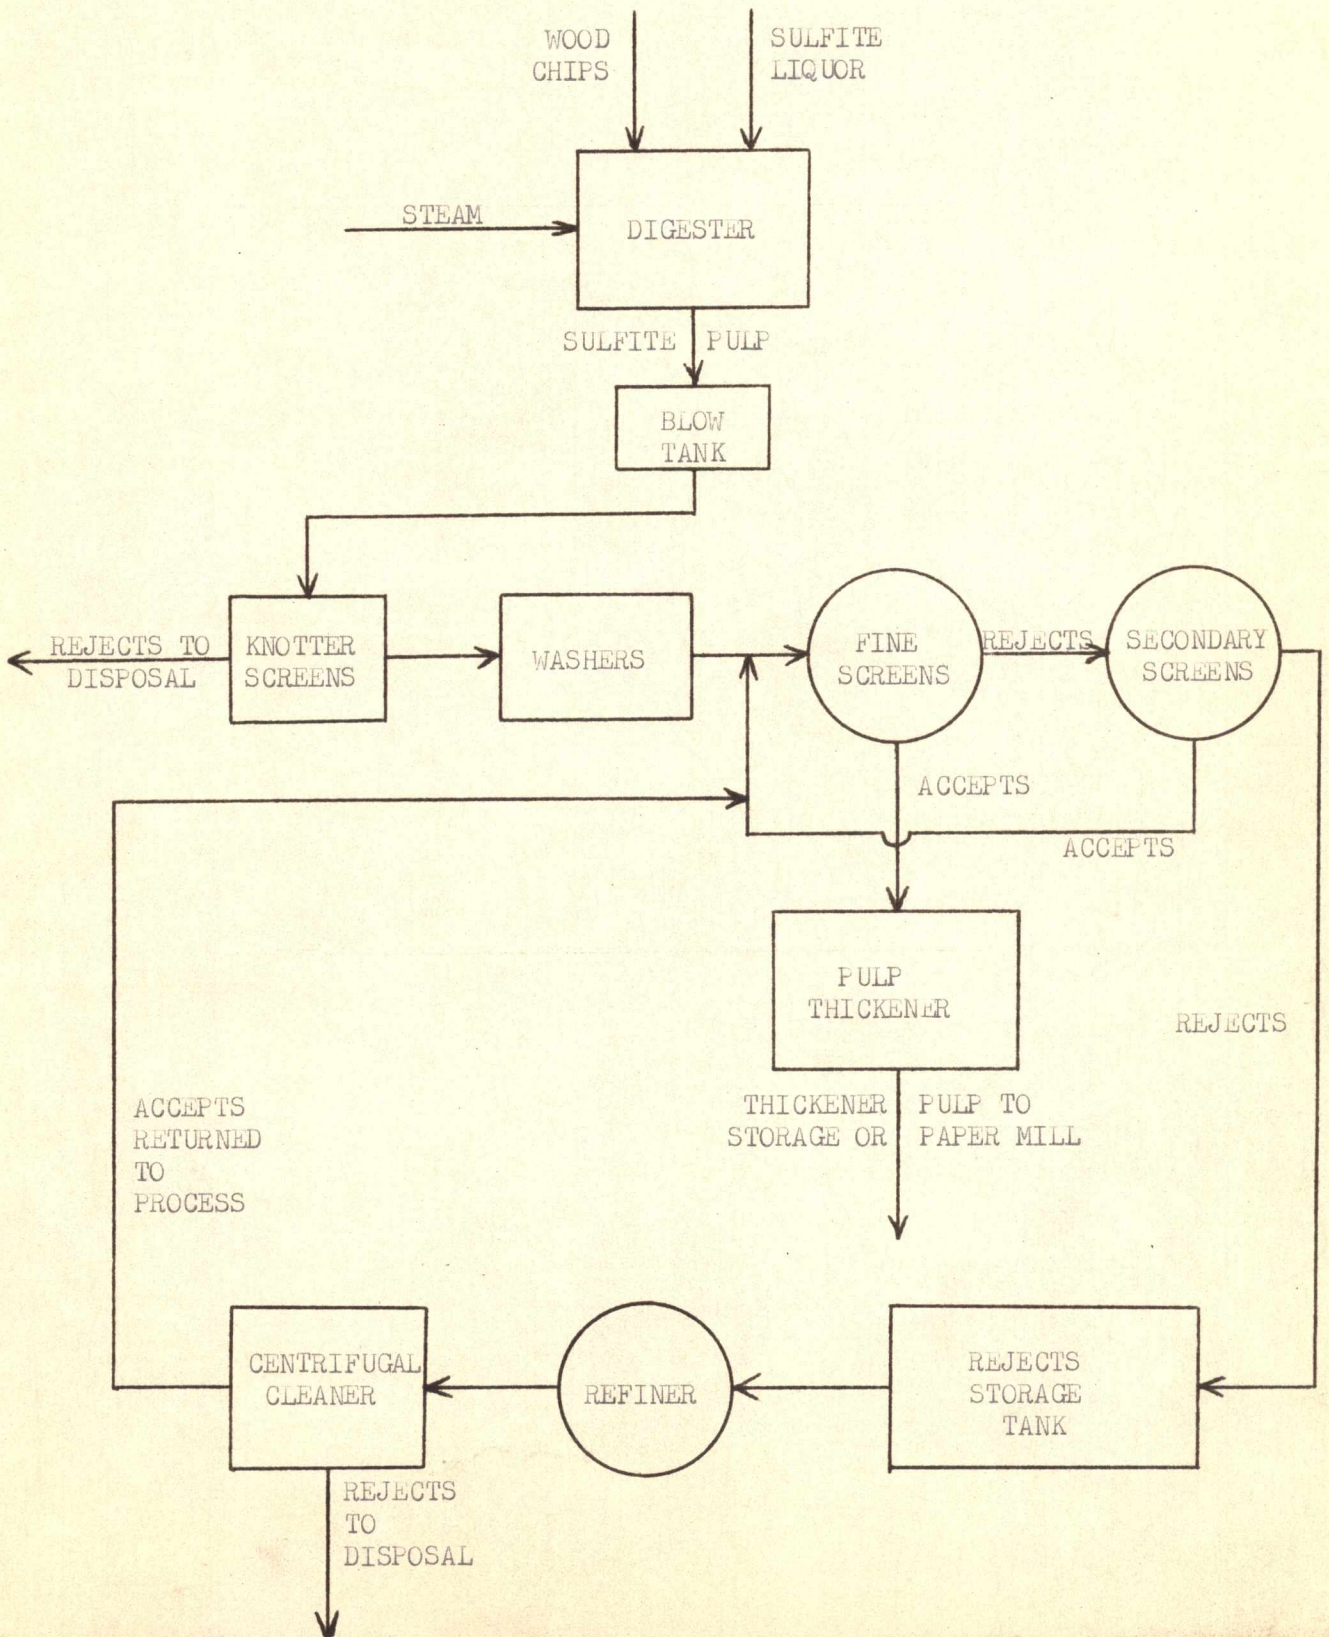 WOOD
CHIPS
SULFITE
LIQUOR
STEAM
DIGESTER
SULFITE PULP
BLOW
TANK
REJECTS TO
DISPOSAL
KNOTTER
SCREENS
WASHERS
FINE
SCREENS
REJECTS
SECONDARY
SCREENS
ACCEPTS
ACCEPTS
PULP
THICKENER
REJECTS
THICKENER PULP TO
STORAGE OR PAPER MILL
ACCEPTS
RETURNED
TO
PROCESS
CENTRIFUGAL
CLEANER
REFINER
REJECTS
STORAGE
TANK
REJECTS
TO
DISPOSAL